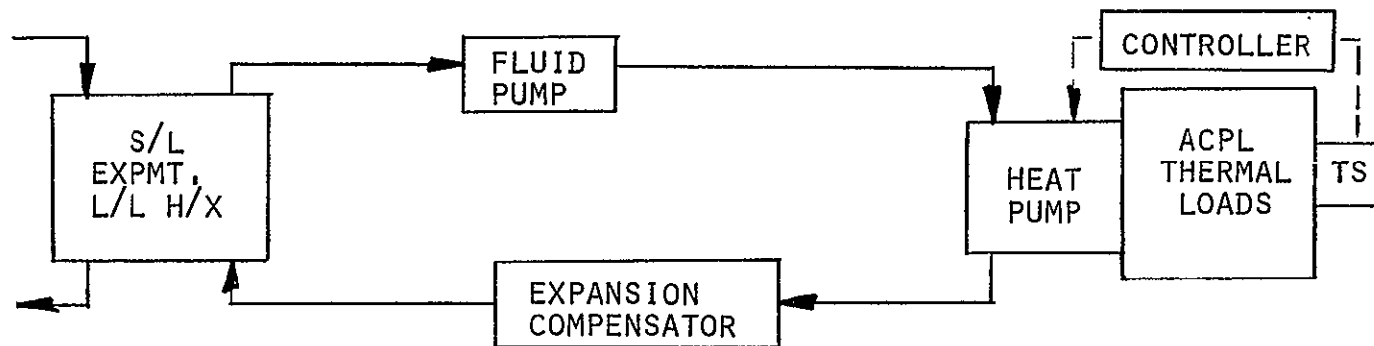 FLUID
PUMP
CONTROLLER
S/L
EXPMT.
L/L H/X
HEAT
PUMP
ACPL
THERMAL
LOADS
TS
EXPANSION
COMPENSATOR